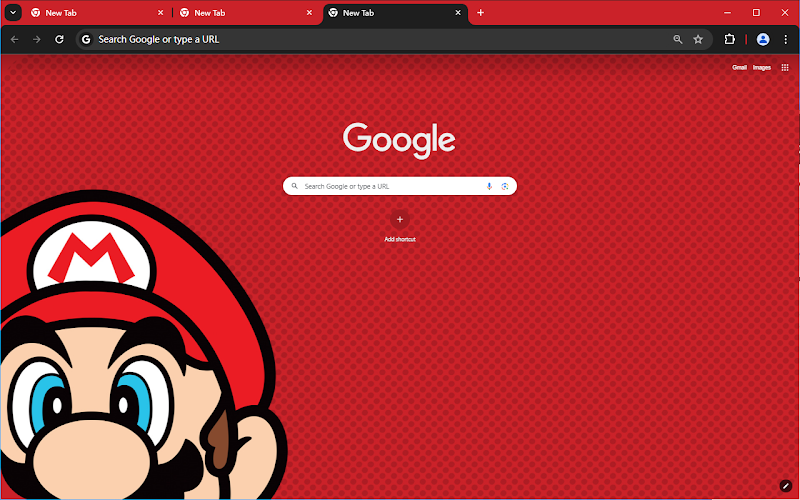 New Tab
New Tab
New Tab
Search Google or type a URL
Gmail Images
Google
Search Google or type a URL
Add shortcut
M